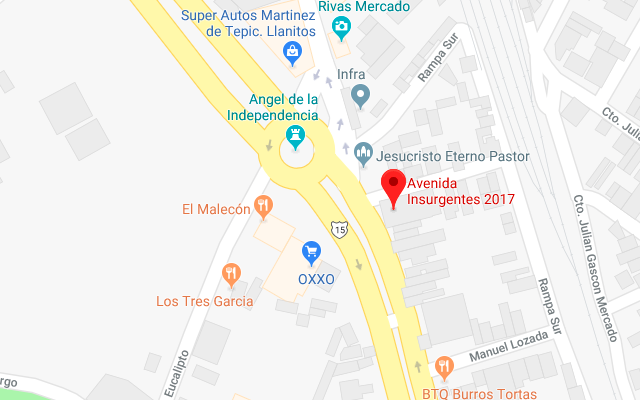 Rivas Mercado
Super Autos Martinez
de Tepic. Llanitos
Rampa Sur
Infra
Angel de la
Independencia
Cto. Julia
Jesucristo Eterno Pastor
Avenida
Insurgentes 2017
El Malecón
15
Cto. Julian Gascon Mercado
OXXO
Los Tres García
Rampa Sur
Manuel Lozada
Eucalipto
argo
BTQ Burros Tortas